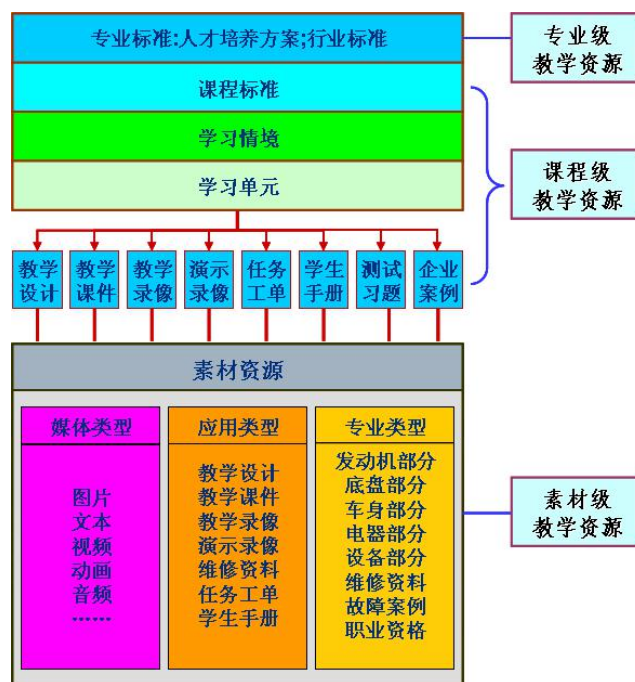 专业标准:人才培养方案;行业标准
专业级
教学资源
课程标准
学习情境
学习单元
课程级
教学资源
教学
设计
教学
课件
教学
录像
演示
录像
任务
工单
学生
手册
测试
习题
企业
案例
素材资源
媒体类型
图片
文本
视频
动画
音频
……
应用类型
教学设计
教学课件
教学录像
演示录像
维修资料
任务工单
学生手册
专业类型
发动机部分
底盘部分
车身部分
电器部分
设备部分
维修资料
故障案例
职业资格
素材级
教学资源